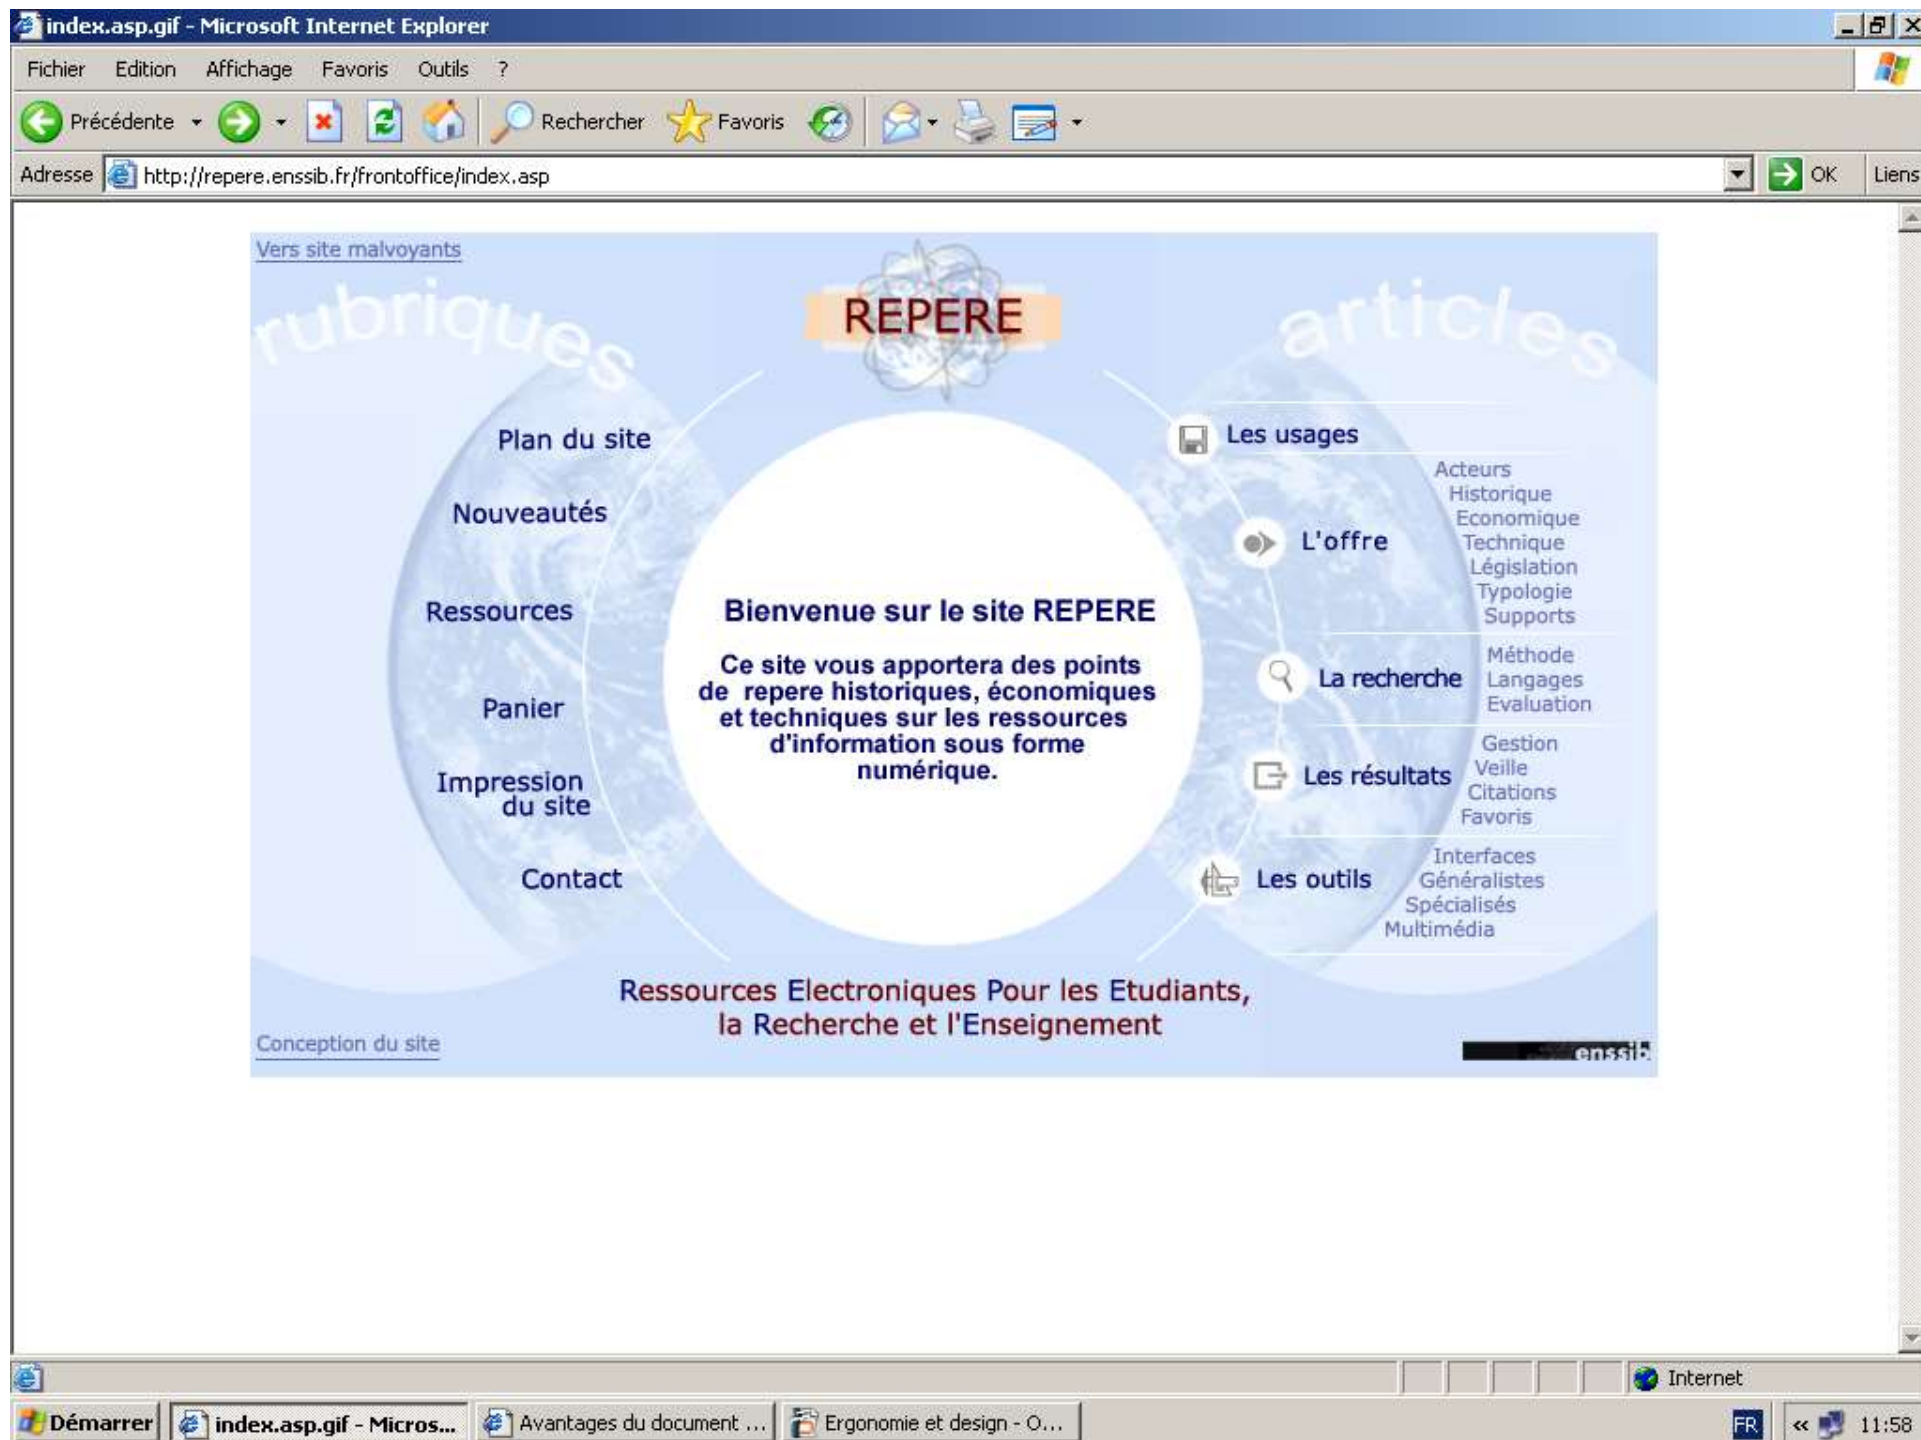 index.asp.gif - Microsoft Internet Explorer
Fichier Edition Affichage Favoris Outils ?
Précédente Rechercher Favoris
Adresse http://repere.enssib.fr/frontoffice/index.asp OK Liens
Vers site malvoyants
rubriques
REPERE
articles
Plan du site
Nouveautés
Ressources
Panier
Impression
du site
Contact
Bienvenue sur le site REPERE
Ce site vous apportera des points
de repere historiques, économiques
et techniques sur les ressources
d'information sous forme
numérique.
Les usages
L'offre
Acteurs
Historique
Economique
Technique
Législation
Typologie
Supports
La recherche
Méthode
Langages
Evaluation
Les résultats
Gestion
Veille
Citations
Favoris
Les outils
Interfaces
Généralistes
Spécialisés
Multimédia
Ressources Electroniques Pour les Etudiants,
la Recherche et l'Enseignement
Conception du site
enssib
Internet
Démarrer index.asp.gif - Micros... Avantages du document ... Ergonomie et design - O... FR « 11:58